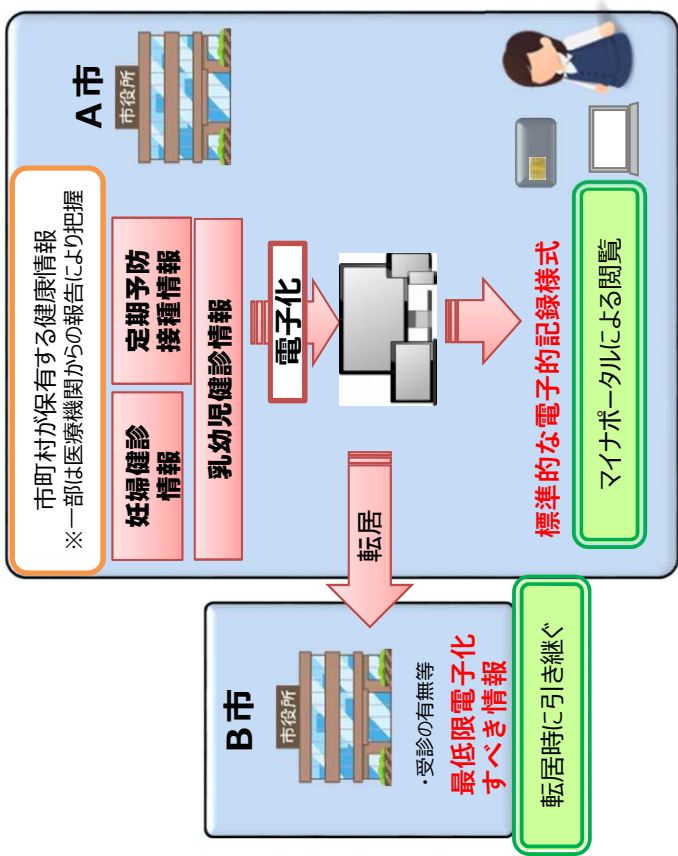 市町村が保有する健康情報
※一部は医療機関からの報告により把握
A市
市役所
妊婦健診
情報
定期予防
接種情報
乳幼児健診情報
電子化
標準的な電子的記録様式
マイナポータルによる閲覧
転居
B市
市役所
・受診の有無等
最低限電子化
すべき情報
転居時に引き継ぐ